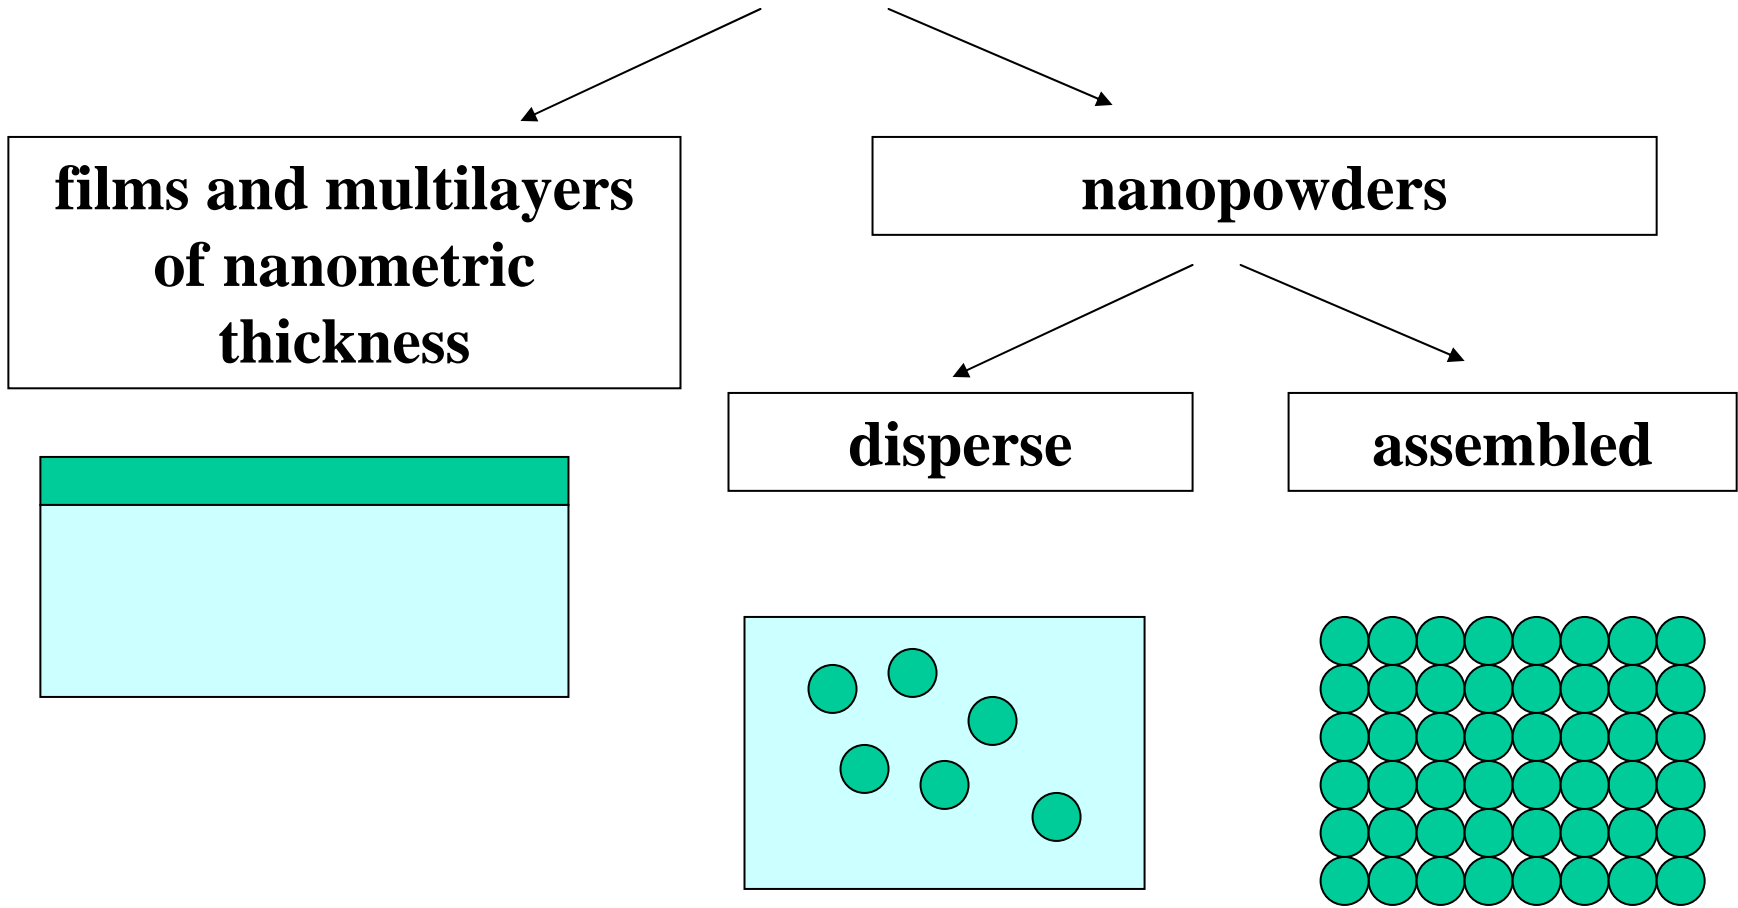 films and multilayers
of nanometric
thickness
nanopowders
disperse
assembled